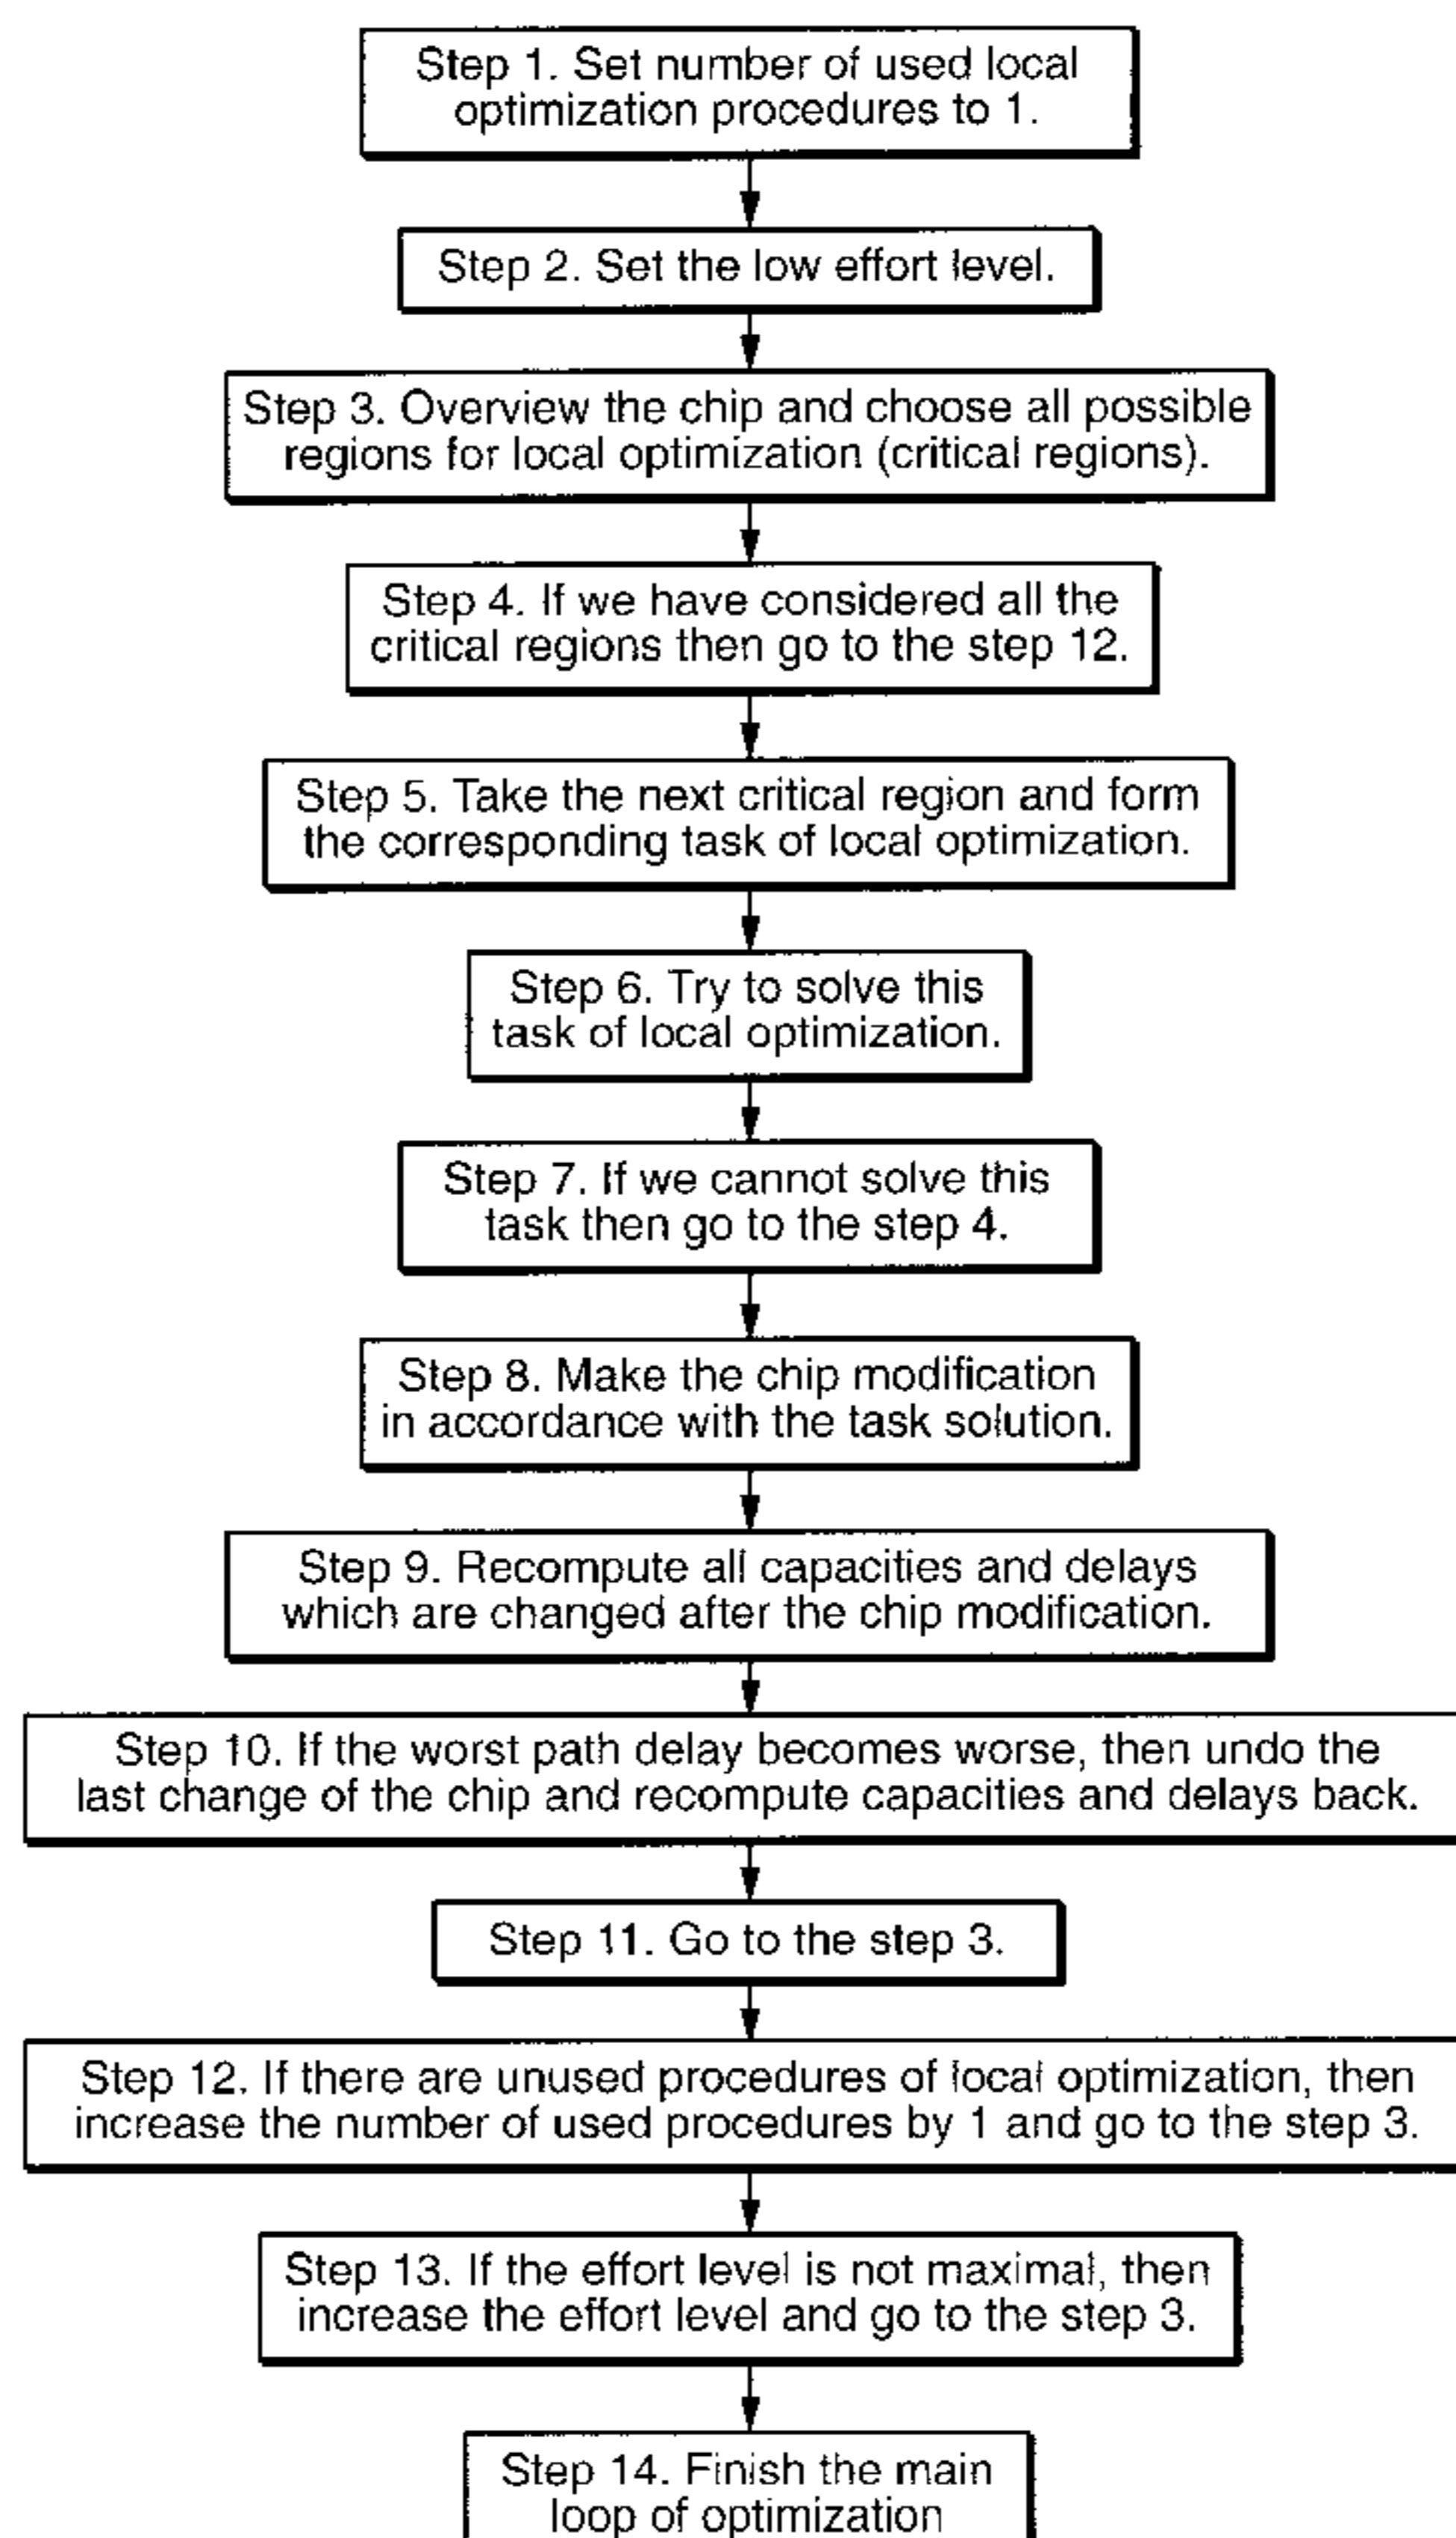 Step 1. Set number of used local
optimization procedures to 1.
Step 2. Set the low effort level.
Step 3. Overview the chip and choose all possible
regions for local optimization (critical regions).
Step 4. If we have considered all the
critical regions then go to the step 12.
Step 5. Take the next critical region and form
the corresponding task of local optimization.
Step 6. Try to solve this
task of local optimization.
Step 7. If we cannot solve this
task then go to the step 4.
Step 8. Make the chip modification
in accordance with the task solution.
Step 9. Recompute all capacities and delays
which are changed after the chip modification.
Step 10. If the worst path delay becomes worse, then undo the
last change of the chip and recompute capacities and delays back.
Step 11. Go to the step 3.
Step 12. If there are unused procedures of local optimization, then
increase the number of used procedures by 1 and go to the step 3.
Step 13. If the effort level is not maximal, then
increase the effort level and go to the step 3.
Step 14. Finish the main
loop of optimization